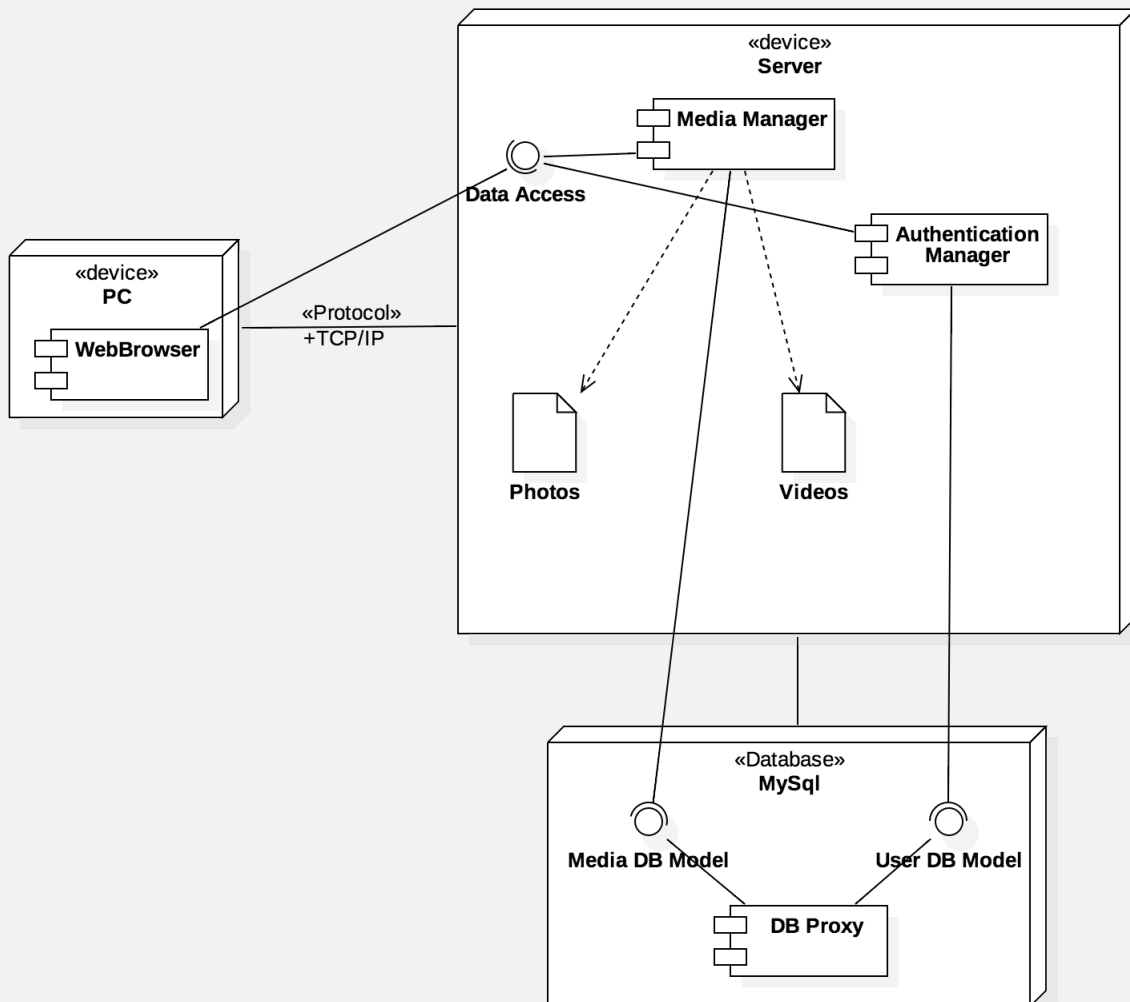 «device»
Server
Media Manager
Data Access
Authentication
Manager
«device»
PC
WebBrowser
«Protocol»
+TCP/IP
Photos
Videos
«Database»
MySql
Media DB Model
User DB Model
DB Proxy